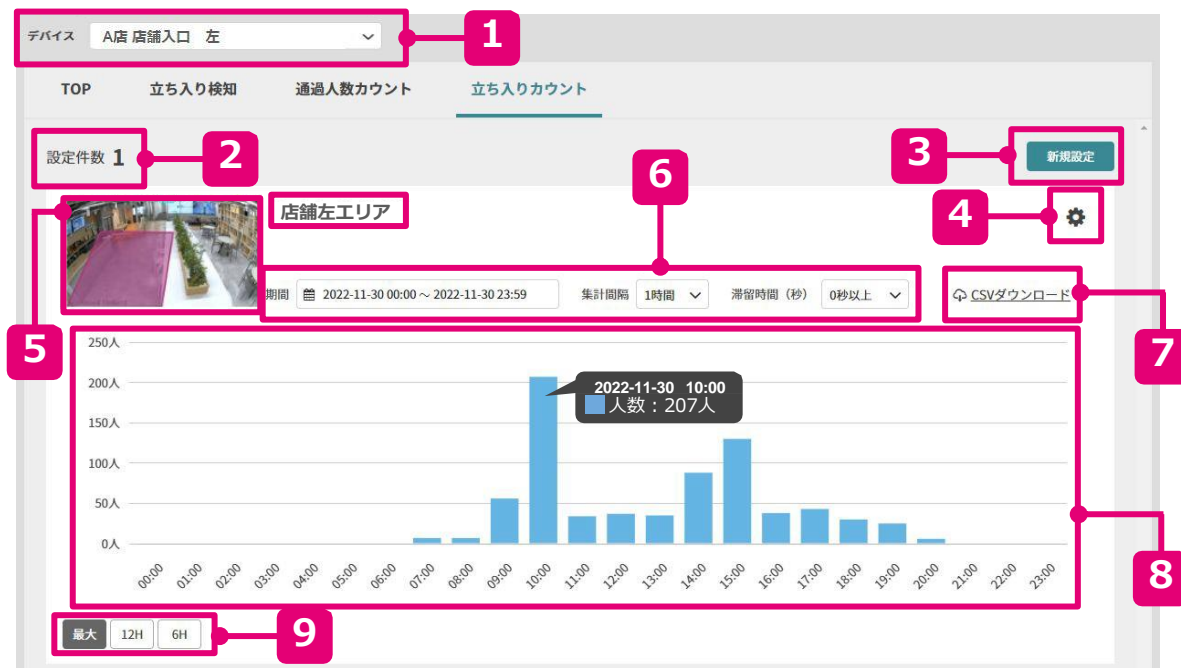 デバイス A店 店舗入口 左
1
TOP 立ち入り検知 通過人数カウント 立ち入りカウント
設定件数 1
2
3
新規設定
6
4
店舗左エリア
期間 2022-11-30 00:00 ~ 2022-11-30 23:59 集計間隔 1時間 滞留時間(秒) 0秒以上 CSVダウンロード
5
7
250人
200人
150人
100人
50人
0人
2022-11-30 10:00
人数:207人
00:00 01:00 02:00 03:00 04:00 05:00 06:00 07:00 08:00 09:00 10:00 11:00 12:00 13:00 14:00 15:00 16:00 17:00 18:00 19:00 20:00 21:00 22:00 23:00
8
最大 12H 6H
9